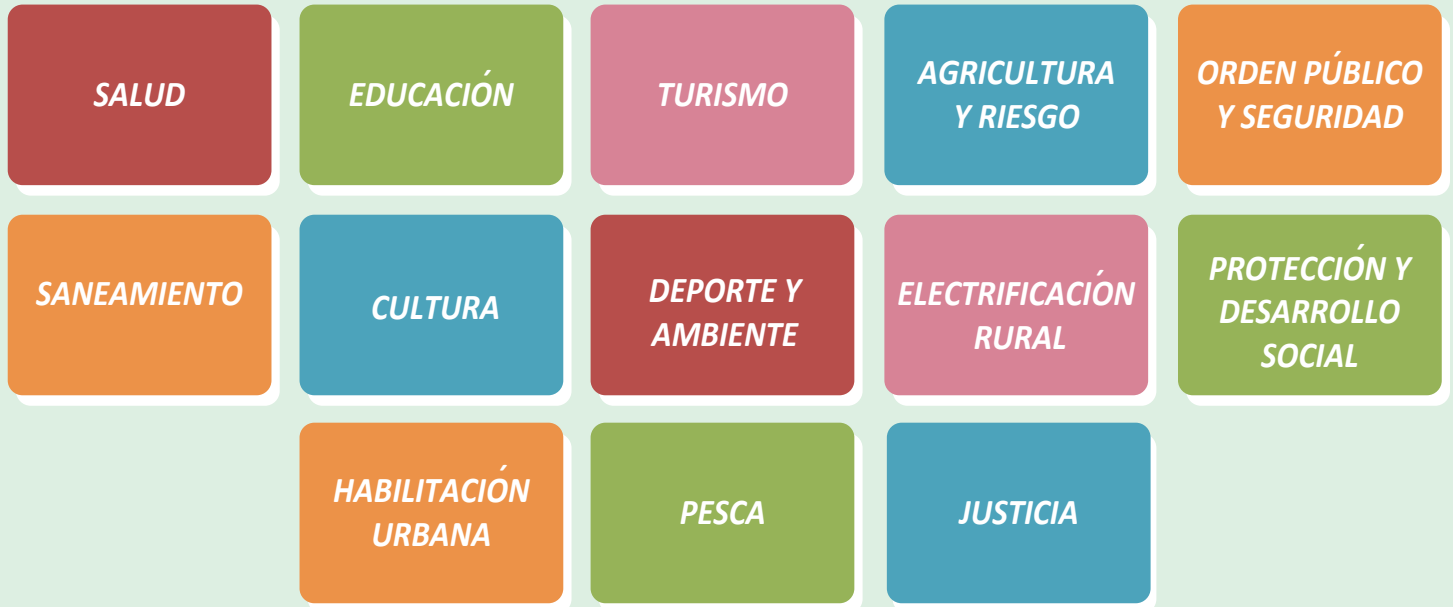 SALUD
EDUCACIÓN
TURISMO
AGRICULTURA
Y RIESGO
ORDEN PÚBLICO
Y SEGURIDAD
SANEAMIENTO
CULTURA
DEPORTE Y
AMBIENTE
ELECTRIFICACIÓN
RURAL
PROTECCIÓN Y
DESARROLLO
SOCIAL
HABILITACIÓN
URBANA
PESCA
JUSTICIA